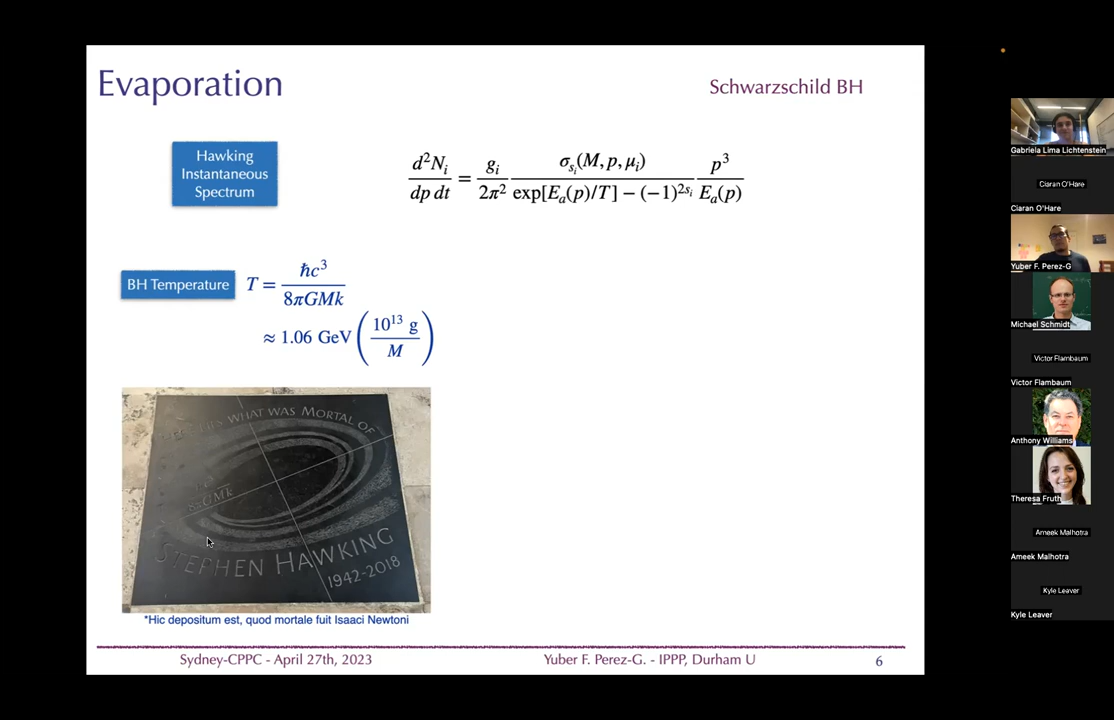 Evaporation
Schwarzschild BH
Hawking
Instantaneous
Spectrum
d²Nᵢ / dp dt = gᵢ / 2π² σ_{sᵢ}(M, p, μᵢ) / exp[Eₐ(p)/T] − (−1)^{2sᵢ} p³ / Eₐ(p)
BH Temperature
T = ħc³ / 8πGMk
≈ 1.06 GeV (10¹³ g / M)
WHAT WAS MORTAL OF
8πGMk
STEPHEN HAWKING
1942-2018
*Hic depositum est, quod mortale fuit Isaaci Newtoni
Sydney-CPPC - April 27th, 2023
Yuber F. Perez-G. - IPPP, Durham U
6
Gabriela Lima Lichtenstein
Ciaran O'Hare
Ciaran O'Hare
Yuber F. Perez-G
Michael Schmidt
Victor Flambaum
Victor Flambaum
Anthony Williams
Theresa Fruth
Ameek Malhotra
Ameek Malhotra
Kyle Leaver
Kyle Leaver